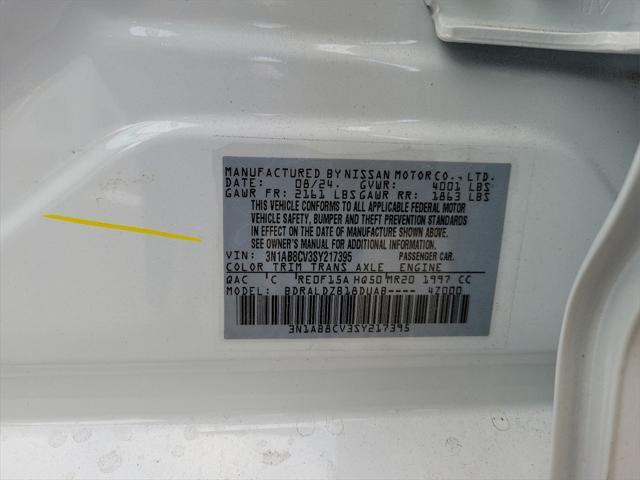 MANUFACTURED BY NISSAN MOTOR CO., LTD.
DATE: 08/24. GVWR: 4001 LBS
GAWR FR: 2161 LBS GAWR RR: 1863 LBS
THIS VEHICLE CONFORMS TO ALL APPLICABLE FEDERAL MOTOR
VEHICLE SAFETY, BUMPER AND THEFT PREVENTION STANDARDS
IN EFFECT ON THE DATE OF MANUFACTURE SHOWN ABOVE.
SEE OWNER'S MANUAL FOR ADDITIONAL INFORMATION.
VIN: 3N1AB8CV3SY217395 PASSENGER CAR.
COLOR TRIM TRANS AXLE ENGINE
QAC C RE0F15A HQ50 MR20 1997 CC
MODEL: BDRALDZB18DUAB---- 4Z000
3N1AB8CV3SY217395